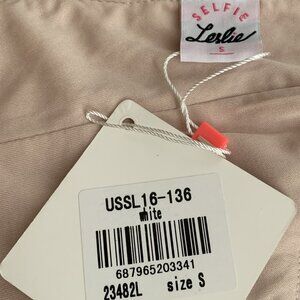 SELFIE
Leslie
S
USSL16-136
white
687965203341
23482L size S